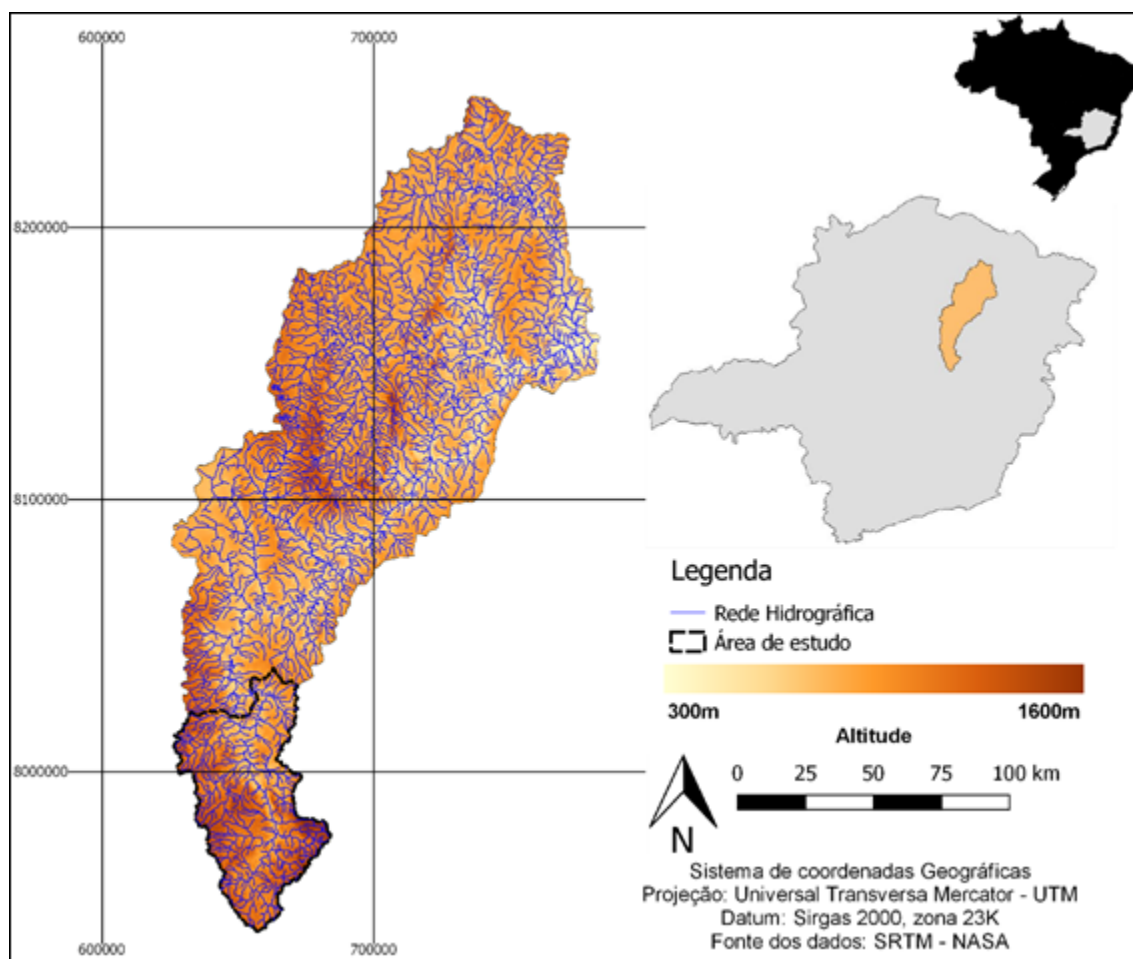 600000
700000
8200000
8100000
8000000
600000
700000
Legenda
Rede Hidrográfica
Área de estudo
300m
1600m
Altitude
0 25 50 75 100 km
N
Sistema de coordenadas Geográficas
Projeção: Universal Transversa Mercator - UTM
Datum: Sirgas 2000, zona 23K
Fonte dos dados: SRTM - NASA